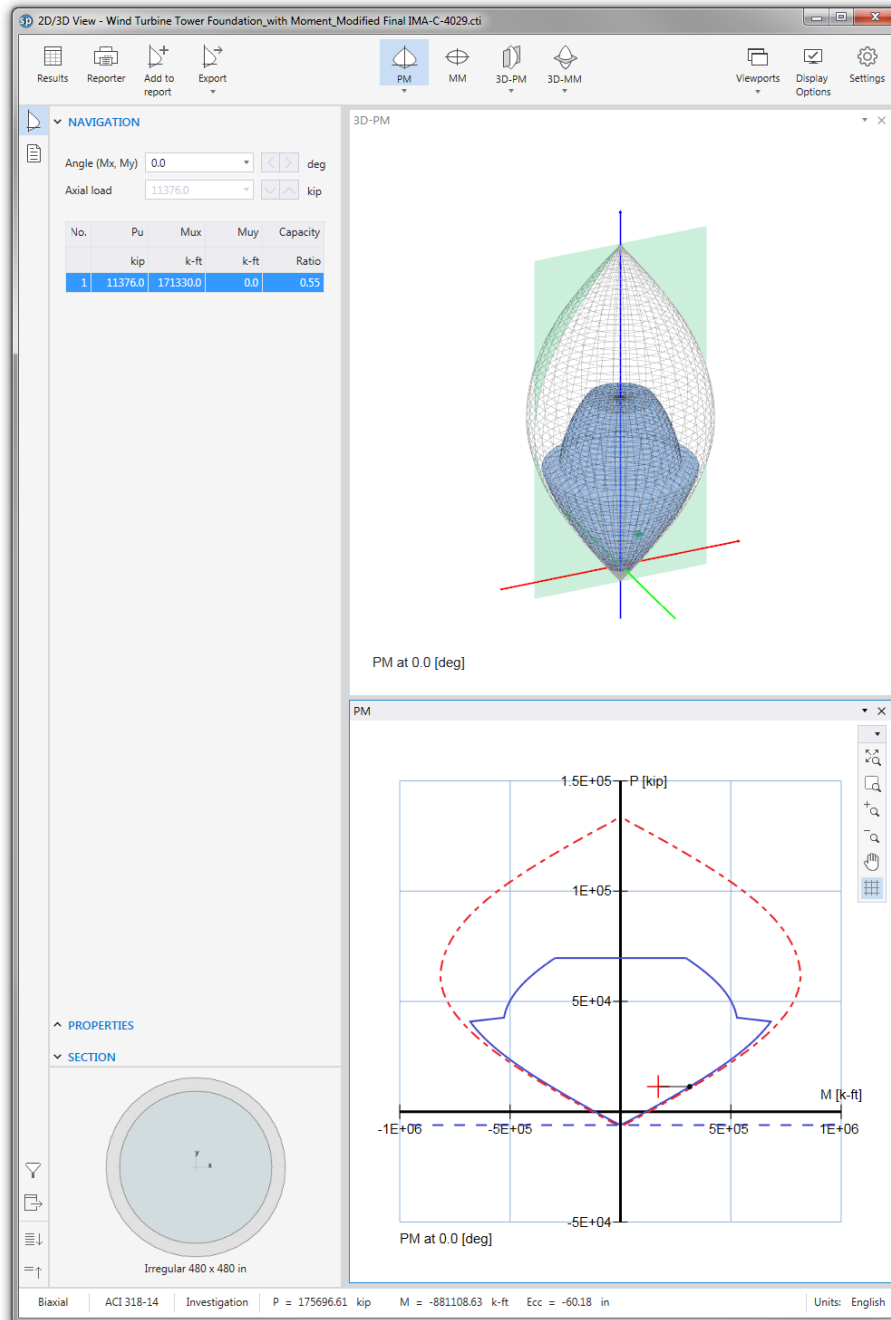 sp 2D/3D View - Wind Turbine Tower Foundation_with Moment_Modified Final IMA-C-4029.cti
Results Reporter Add to report Export PM MM 3D-PM 3D-MM Viewports Display Options Settings
NAVIGATION
Angle (Mx, My) 0.0 deg
Axial load 11376.0 kip
No. Pu Mux Muy Capacity
kip k-ft k-ft Ratio
1 11376.0 171330.0 0.0 0.55
PROPERTIES
SECTION
y
x
Irregular 480 x 480 in
3D-PM
PM at 0.0 [deg]
PM
1.5E+05 P [kip]
1E+05
5E+04
M [k-ft]
-1E+06 -5E+05 5E+05 1E+06
-5E+04
PM at 0.0 [deg]
Biaxial ACI 318-14 Investigation P = 175696.61 kip M = -881108.63 k-ft Ecc = -60.18 in Units: English